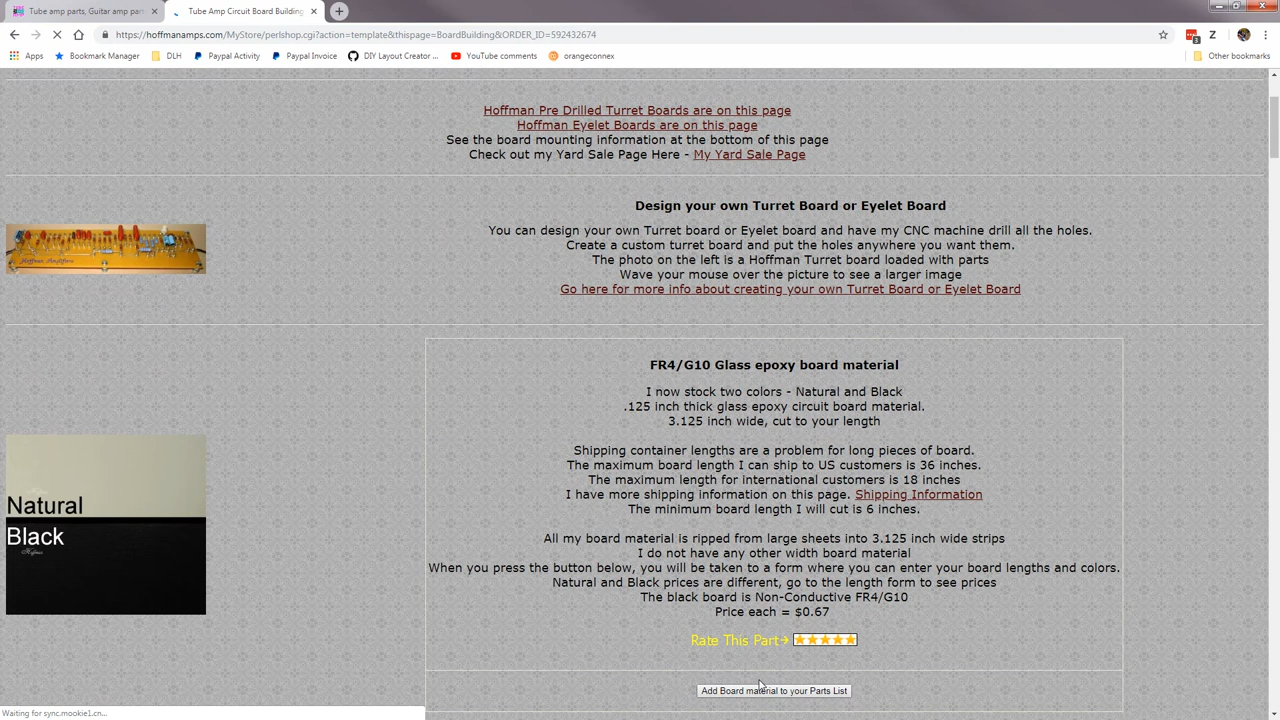 Tube amp parts, Guitar amp par
Tube Amp Circuit Board Building
https://hoffmanamps.com/MyStore/perlshop.cgi?action=template&thispage=BoardBuilding&ORDER_ID=592432674
Apps
Bookmark Manager
DLH
Paypal Activity
Paypal Invoice
DIY Layout Creator ...
YouTube comments
orangeconnex
Other bookmarks
Hoffman Pre Drilled Turret Boards are on this page
Hoffman Eyelet Boards are on this page
See the board mounting information at the bottom of this page
Check out my Yard Sale Page Here - My Yard Sale Page
Design your own Turret Board or Eyelet Board
You can design your own Turret board or Eyelet board and have my CNC machine drill all the holes.
Create a custom turret board and put the holes anywhere you want them.
The photo on the left is a Hoffman Turret board loaded with parts
Wave your mouse over the picture to see a larger image
Go here for more info about creating your own Turret Board or Eyelet Board
FR4/G10 Glass epoxy board material
I now stock two colors - Natural and Black
.125 inch thick glass epoxy circuit board material.
3.125 inch wide, cut to your length
Shipping container lengths are a problem for long pieces of board.
The maximum board length I can ship to US customers is 36 inches.
The maximum length for international customers is 18 inches
I have more shipping information on this page. Shipping Information
The minimum board length I will cut is 6 inches.
Natural
Black
Hoffman
All my board material is ripped from large sheets into 3.125 inch wide strips
I do not have any other width board material
When you press the button below, you will be taken to a form where you can enter your board lengths and colors.
Natural and Black prices are different, go to the length form to see prices
The black board is Non-Conductive FR4/G10
Price each = $0.67
Rate This Part→
Add Board material to your Parts List
Waiting for sync.mookie1.cn...